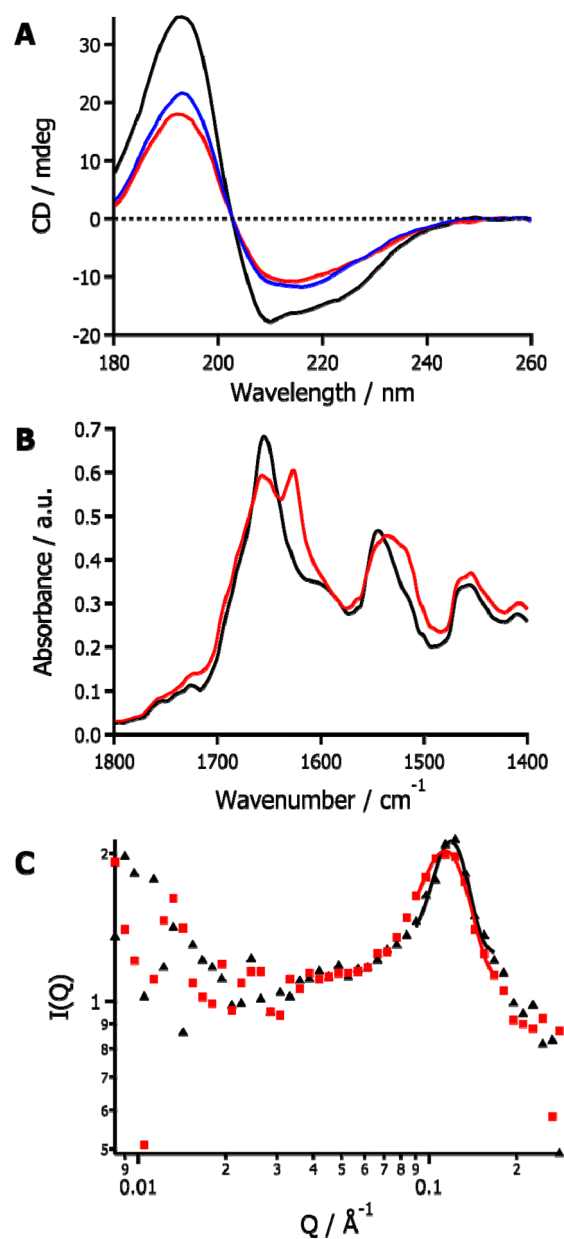 A
30
20
10
0
-10
-20
CD / mdeg
180 200 220 240 260
Wavelength / nm
B
0.7
0.6
0.5
0.4
0.3
0.2
0.1
0.0
Absorbance / a.u.
1800 1700 1600 1500 1400
Wavenumber / cm⁻¹
C
2
1
9
8
7
6
5
I(Q)
9 2 3 4 5 6 7 8 9 2
0.01 0.1
Q / Å⁻¹